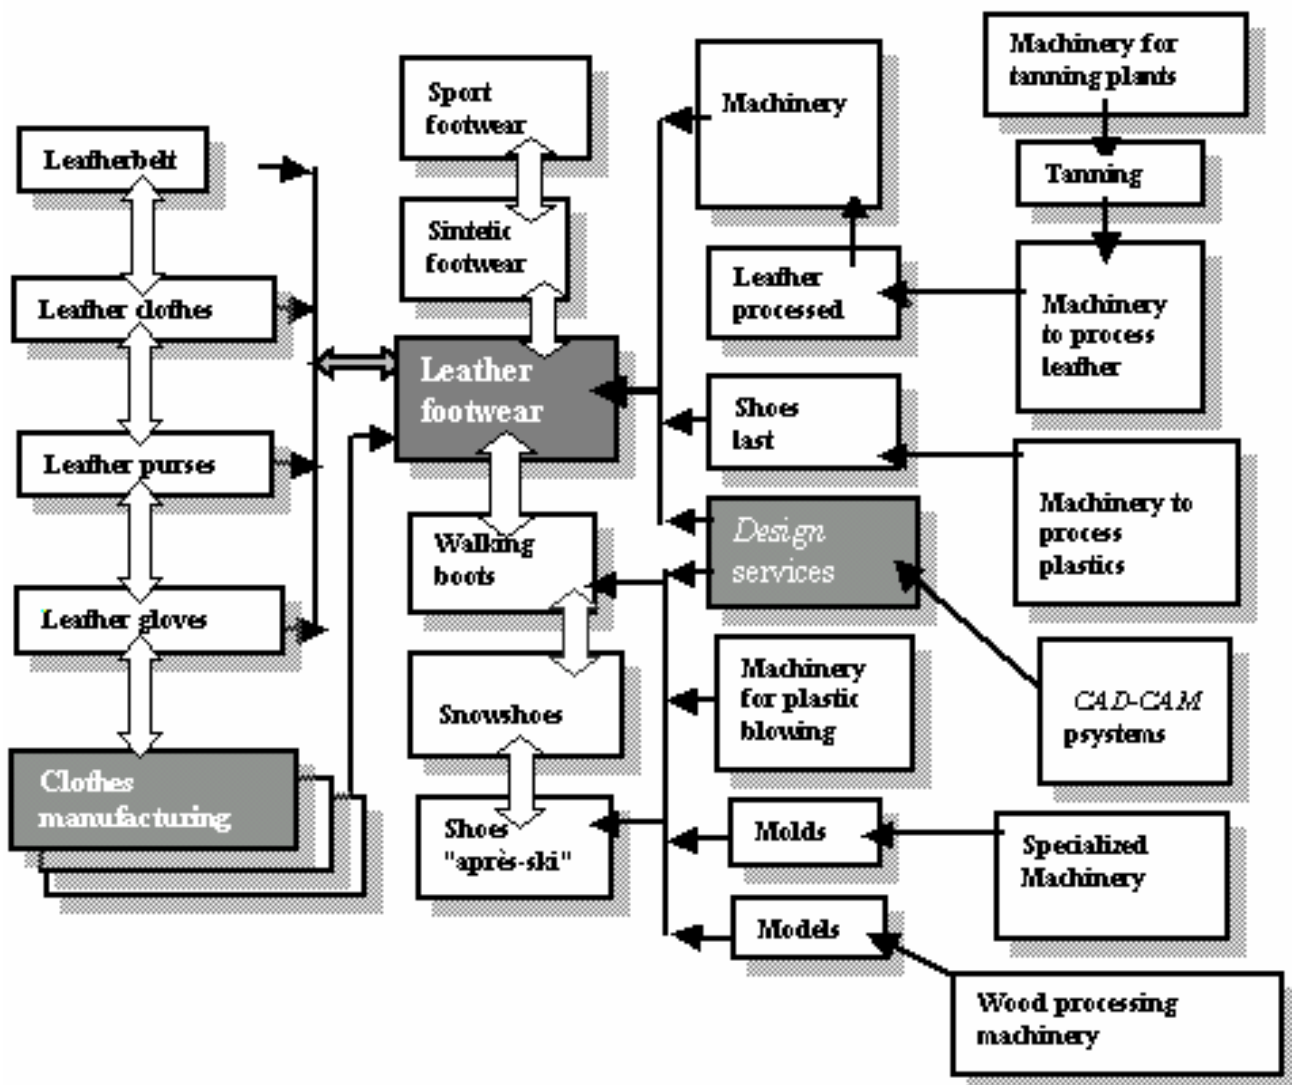 Leatherbelt
Leather clothes
Leather purses
Leather gloves
Clothes
manufacturing
Sport
footwear
Sintetic
footwear
Leather
footwear
Walking
boots
Snowshoes
Shoes
"après-ski"
Machinery
Leather
processed
Shoes
last
Design
services
Machinery
for plastic
blowing
Molds
Models
Machinery for
tanning plants
Tanning
Machinery
to process
leather
Machinery to
process
plastics
CAD-CAM
psystems
Specialized
Machinery
Wood processing
machinery